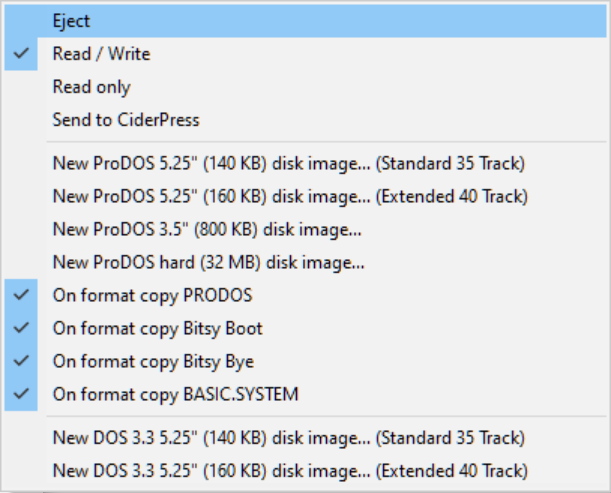 Eject
Read / Write
Read only
Send to CiderPress
New ProDOS 5.25" (140 KB) disk image... (Standard 35 Track)
New ProDOS 5.25" (160 KB) disk image... (Extended 40 Track)
New ProDOS 3.5" (800 KB) disk image...
New ProDOS hard (32 MB) disk image...
On format copy PRODOS
On format copy Bitsy Boot
On format copy Bitsy Bye
On format copy BASIC.SYSTEM
New DOS 3.3 5.25" (140 KB) disk image... (Standard 35 Track)
New DOS 3.3 5.25" (160 KB) disk image... (Extended 40 Track)